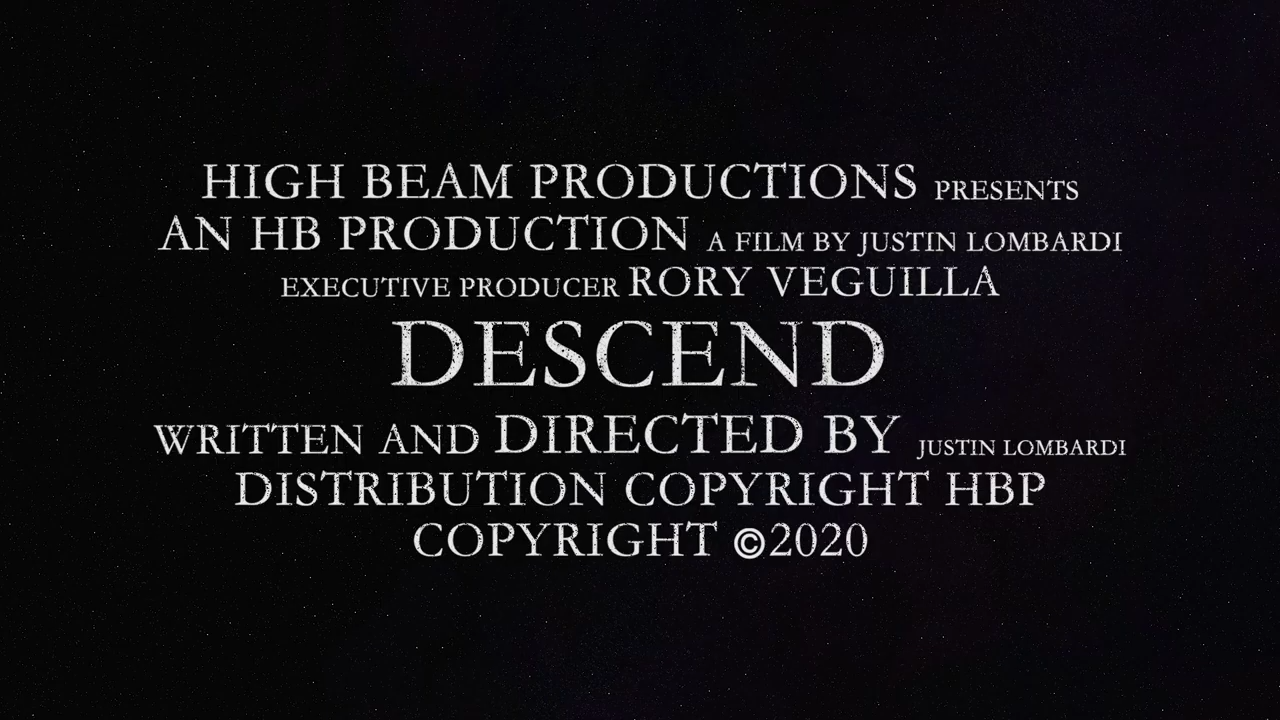 HIGH BEAM PRODUCTIONS PRESENTS
AN HB PRODUCTION A FILM BY JUSTIN LOMBARDI
EXECUTIVE PRODUCER RORY VEGUILLA
DESCEND
WRITTEN AND DIRECTED BY JUSTIN LOMBARDI
DISTRIBUTION COPYRIGHT HBP
COPYRIGHT ©2020